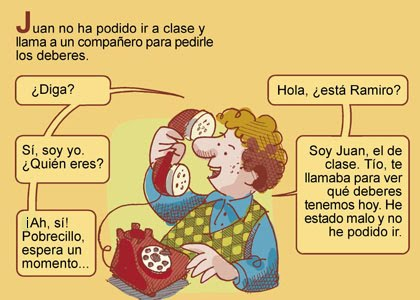 Juan no ha podido ir a clase y
llama a un compañero para pedirle
los deberes.
¿Diga?
Hola, ¿está Ramiro?
Sí, soy yo.
¿Quién eres?
Soy Juan, el de
clase. Tío, te
llamaba para ver
qué deberes
tenemos hoy. He
estado malo y no
he podido ir.
¡Ah, sí!
Pobrecillo,
espera un
momento...